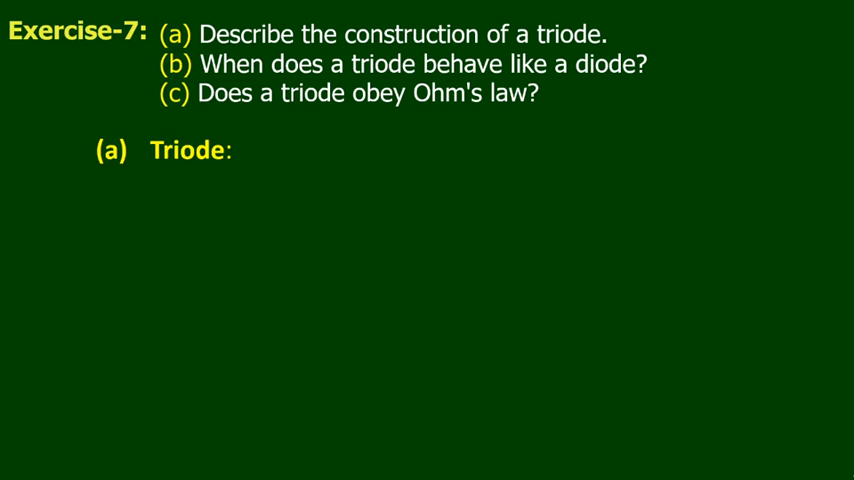 Exercise-7: (a) Describe the construction of a triode.
(b) When does a triode behave like a diode?
(c) Does a triode obey Ohm's law?
(a) Triode: